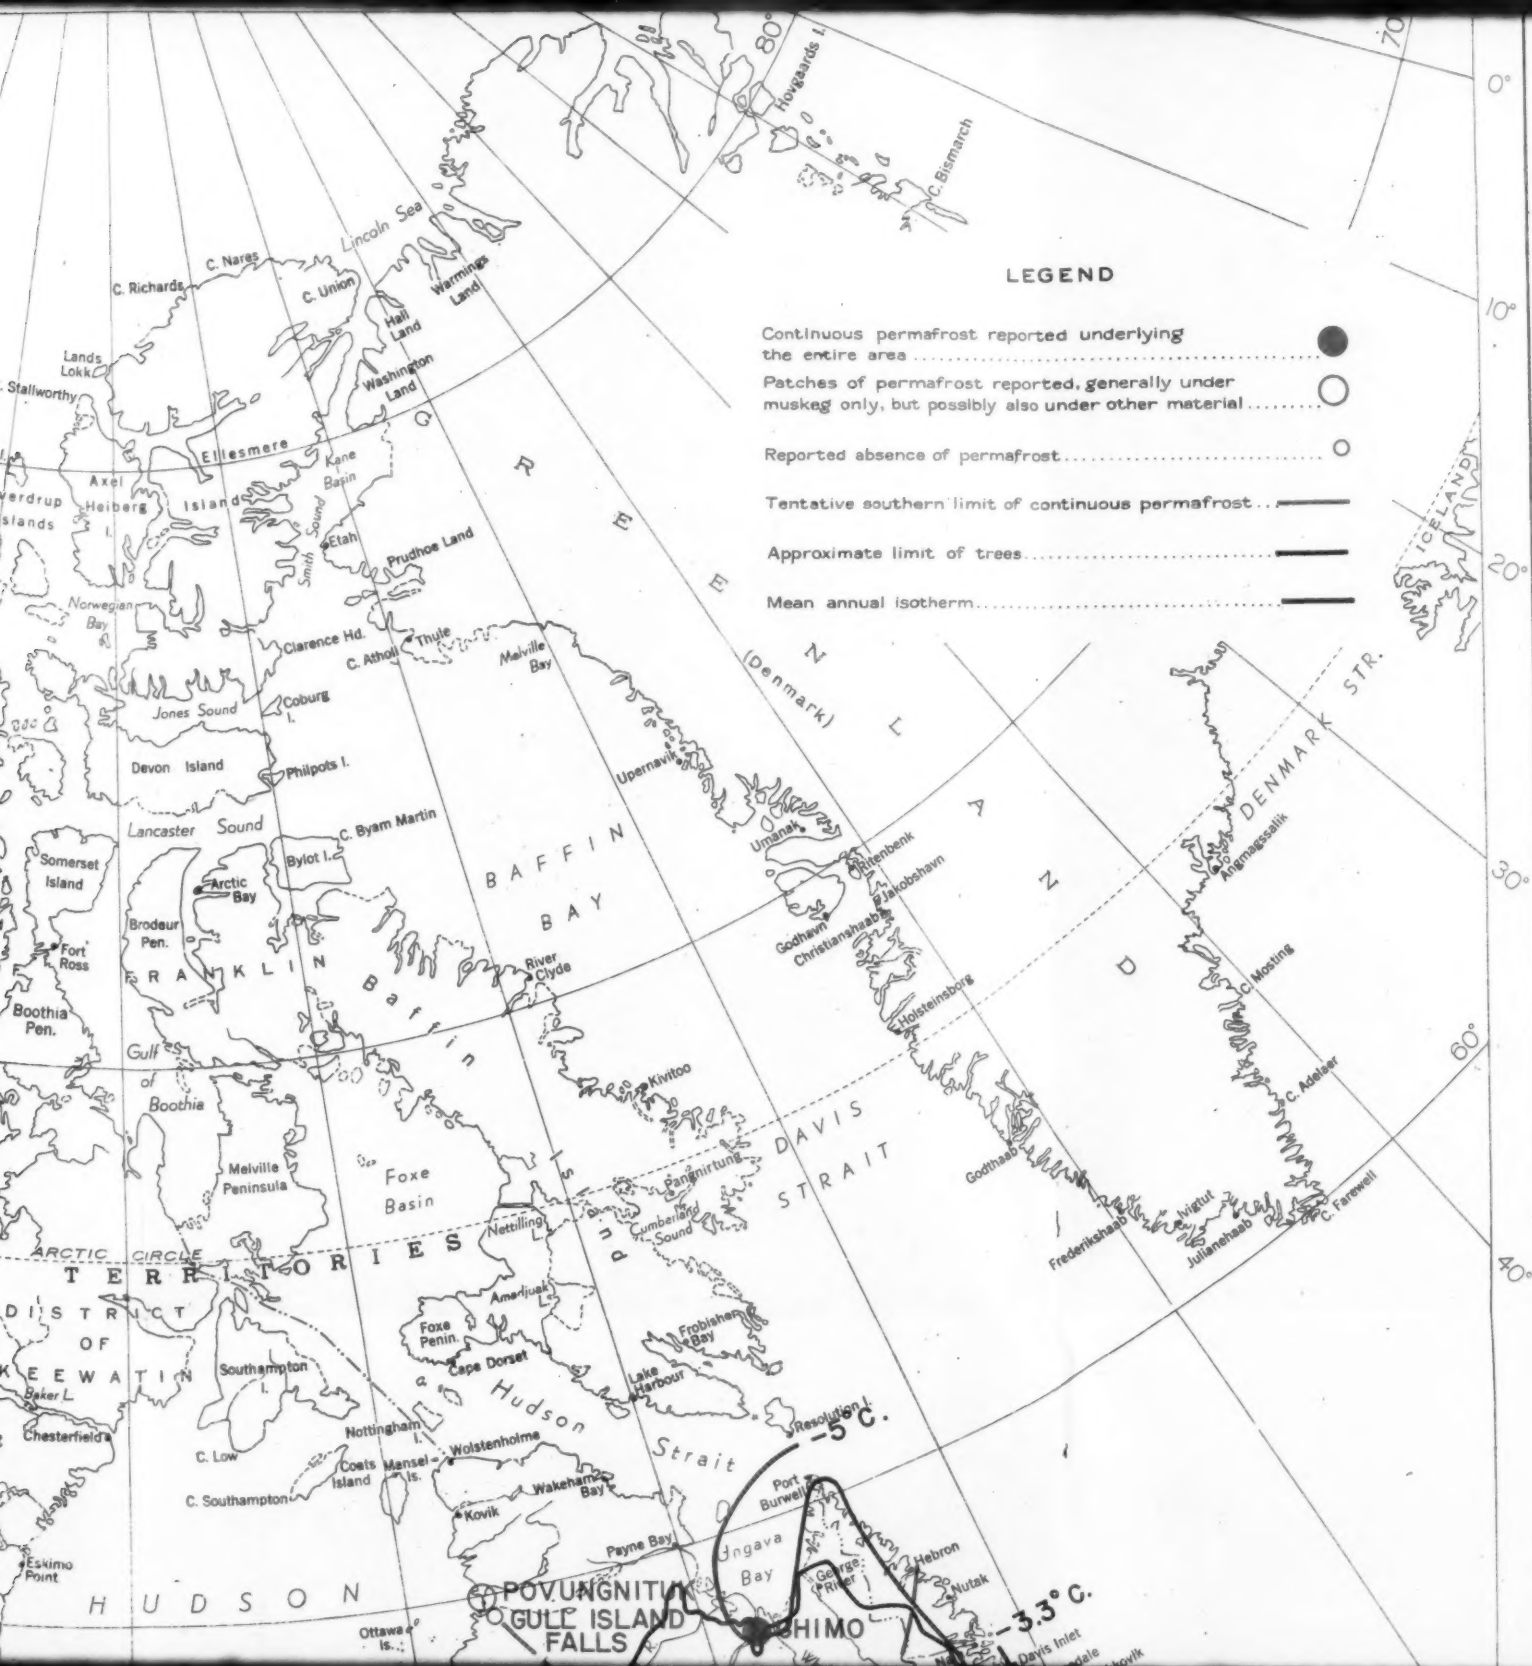 80°
70
0°
Hovgaards I.
C. Bismarch
Lincoln Sea
C. Nares
C. Richards
C. Union
Warmings
Land
Hall
Land
Washington
Land
Lands
Lokk
Stallworthy
LEGEND
Continuous permafrost reported underlying
the entire area
Patches of permafrost reported, generally under
muskeg only, but possibly also under other material
Reported absence of permafrost
Tentative southern limit of continuous permafrost
Approximate limit of trees
Mean annual isotherm
10°
20°
30°
40°
60°
ICELAND
DENMARK STR.
GREENLAND
(Denmark)
Ellesmere
Island
Kane
Basin
Axel
Heiberg
I.
verdrup
slands
Smith Sound
Etah
Prudhoe Land
Norwegian
Bay
Clarence Hd.
C. Atholl
Thule
Melville
Bay
Jones Sound
Coburg
I.
Devon Island
Philpots I.
Upernavik
Lancaster Sound
C. Byam Martin
Umanak
Ritenbenk
Jakobshavn
Godhavn
Christianshaab
Angmagssalik
Somerset
Island
Bylot I.
Arctic
Bay
BAFFIN
BAY
Brodeur
Pen.
Fort
Ross
FRANKLIN
River
Clyde
Baffin
Island
Holsteinsborg
C. Mosting
Boothia
Pen.
Gulf
of
Boothia
Kivitoo
C. Adelaer
DAVIS
STRAIT
Melville
Peninsula
Foxe
Basin
Pangnirtung
Godthaab
Cumberland
Sound
Nettilling
L.
Ivigtut
C. Farewell
Frederikshaab
Julianehaab
ARCTIC CIRCLE
TERRITORIES
DISTRICT
OF
KEEWATIN
Amadjuak
L.
Foxe
Penin.
Cape Dorset
Frobisher
Bay
Southampton
I.
Lake
Harbour
Baker L.
Chesterfield
Hudson
Strait
Resolution I.
-5°C.
Nottingham
I.
C. Low
Coats
Island
Mansel
Is.
Wolstenholme
Wakeham
Bay
Port
Burwell
C. Southampton
Kovik
Payne Bay
Ungava
Bay
Hebron
George
River
Nutak
Eskimo
Point
HUDSON
POVUNGNITUK
GULL ISLAND
FALLS
CHIMO
-3.3°C.
Ottawa
Is.
Davis Inlet